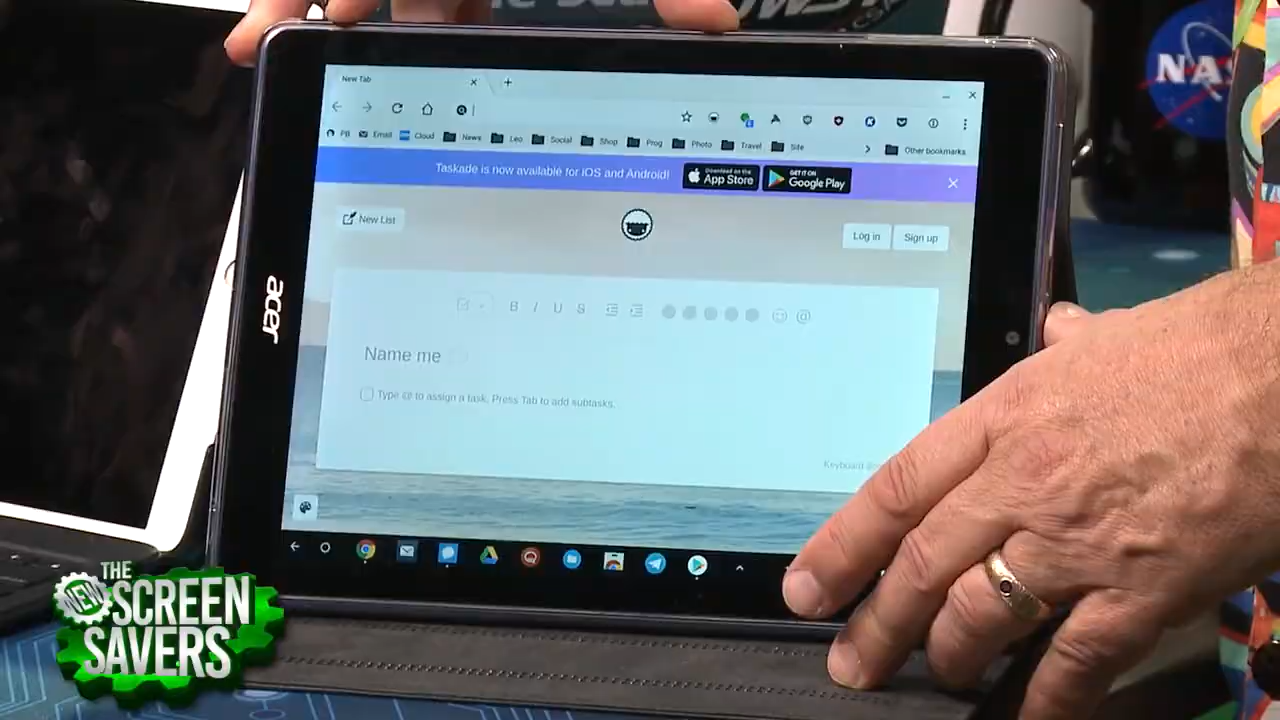 NAS
New Tab
PB Email Cloud News Leo Social Shop Prog Photo Travel Site Other bookmarks
Taskade is now available for iOS and Android!
Download on the
App Store
GET IT ON
Google Play
New List
Log in
Sign up
B I U S @
Name me
Type @ to assign a task. Press Tab to add subtasks.
Keyboard
acer
THE
NEW
SCREEN
SAVERS